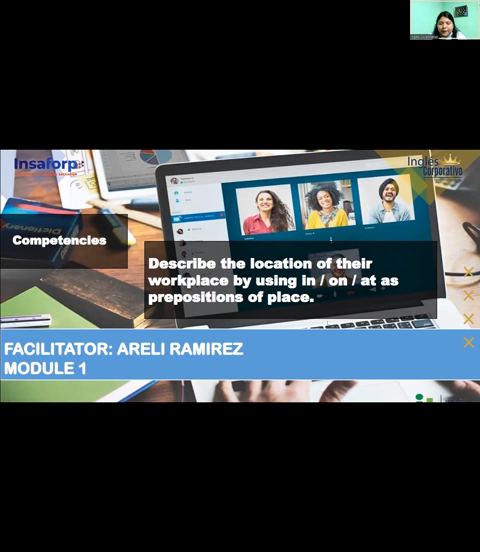 Insaforp
Inglés
Corporativo
Dictionary
Competencies
Describe the location of their
workplace by using in / on / at as
prepositions of place.
FACILITATOR: ARELI RAMIREZ
MODULE 1